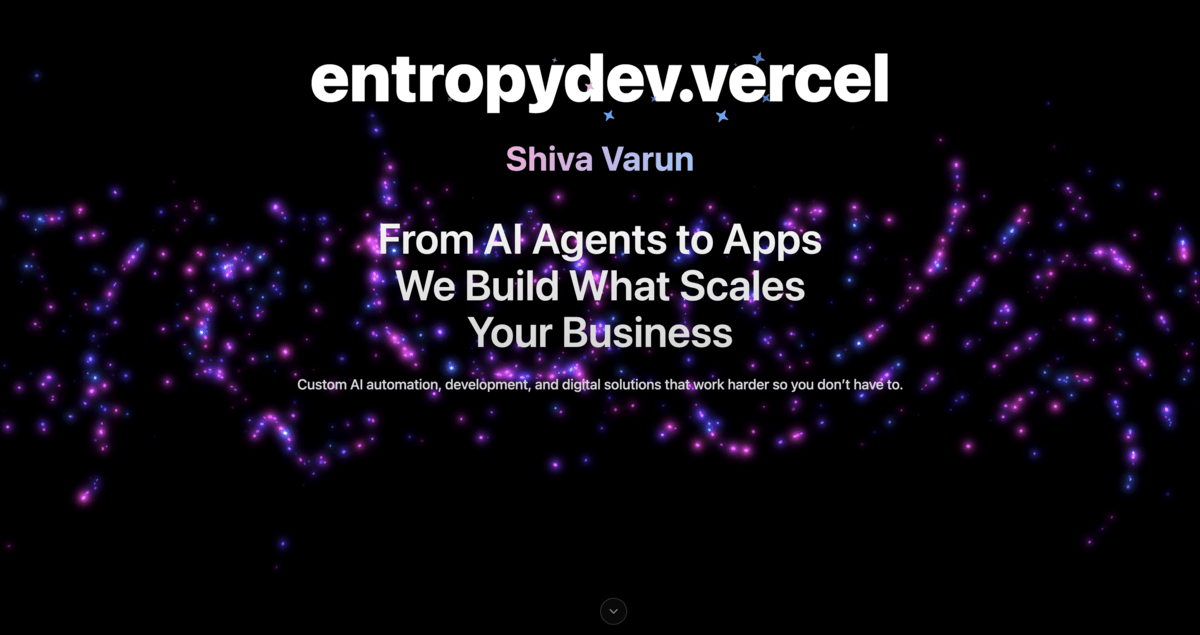 entropydev.vercel
Shiva Varun
From AI Agents to Apps
We Build What Scales
Your Business
Custom AI automation, development, and digital solutions that work harder so you don’t have to.